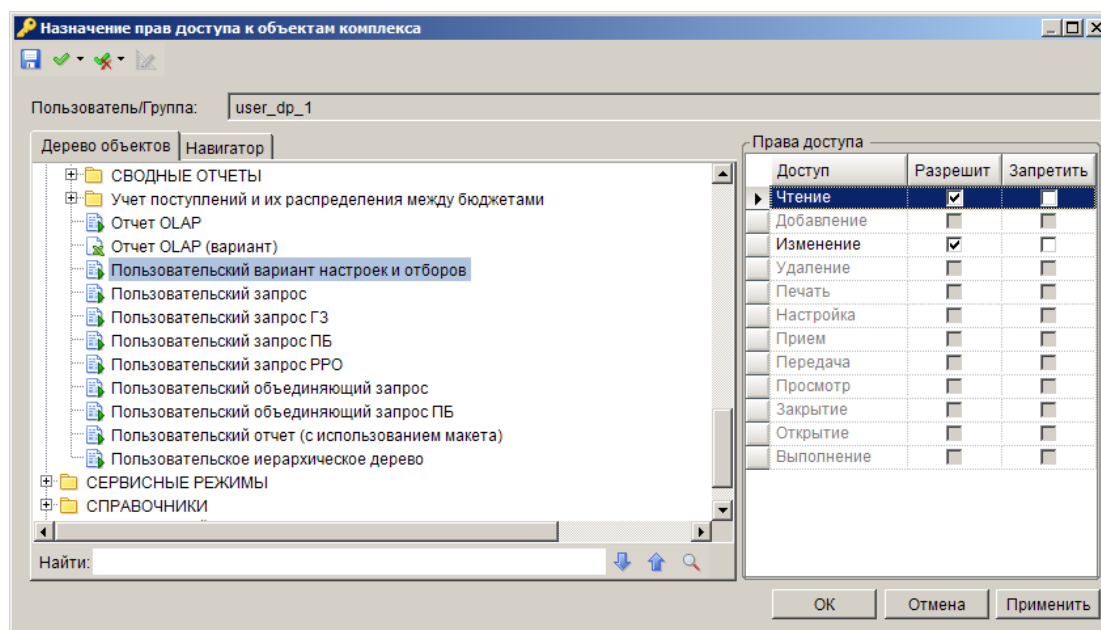 Назначение прав доступа к объектам комплекса
Пользователь/Группа: user_dp_1
Дерево объектов Навигатор
СВОДНЫЕ ОТЧЕТЫ
Учет поступлений и их распределения между бюджетами
Отчет OLAP
Отчет OLAP (вариант)
Пользовательский вариант настроек и отборов
Пользовательский запрос
Пользовательский запрос ГЗ
Пользовательский запрос ПБ
Пользовательский запрос РРО
Пользовательский объединяющий запрос
Пользовательский объединяющий запрос ПБ
Пользовательский отчет (с использованием макета)
Пользовательское иерархическое дерево
СЕРВИСНЫЕ РЕЖИМЫ
СПРАВОЧНИКИ
Найти:
Права доступа
Доступ Разрешит Запретить
Чтение
Добавление
Изменение
Удаление
Печать
Настройка
Прием
Передача
Просмотр
Закрытие
Открытие
Выполнение
ОК Отмена Применить